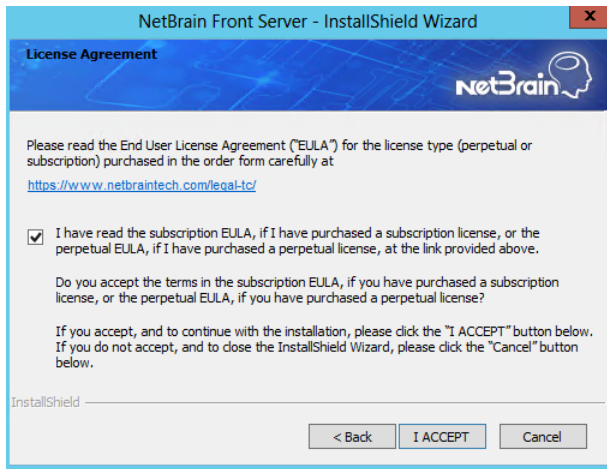 NetBrain Front Server - InstallShield Wizard
x
License Agreement
NetBrain
Please read the End User License Agreement ("EULA") for the license type (perpetual or
subscription) purchased in the order form carefully at
https://www.netbraintech.com/legal-tc/
I have read the subscription EULA, if I have purchased a subscription license, or the
perpetual EULA, if I have purchased a perpetual license, at the link provided above.
Do you accept the terms in the subscription EULA, if you have purchased a subscription
license, or the perpetual EULA, if you have purchased a perpetual license?
If you accept, and to continue with the installation, please click the "I ACCEPT" button below.
If you do not accept, and to close the InstallShield Wizard, please click the "Cancel" button
below.
InstallShield
< Back I ACCEPT Cancel